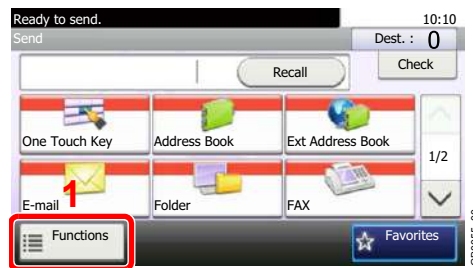 Ready to send.
10:10
Send
Dest. : 0
Recall
Check
One Touch Key
Address Book
Ext Address Book
1/2
E-mail
Folder
FAX
1
Functions
Favorites